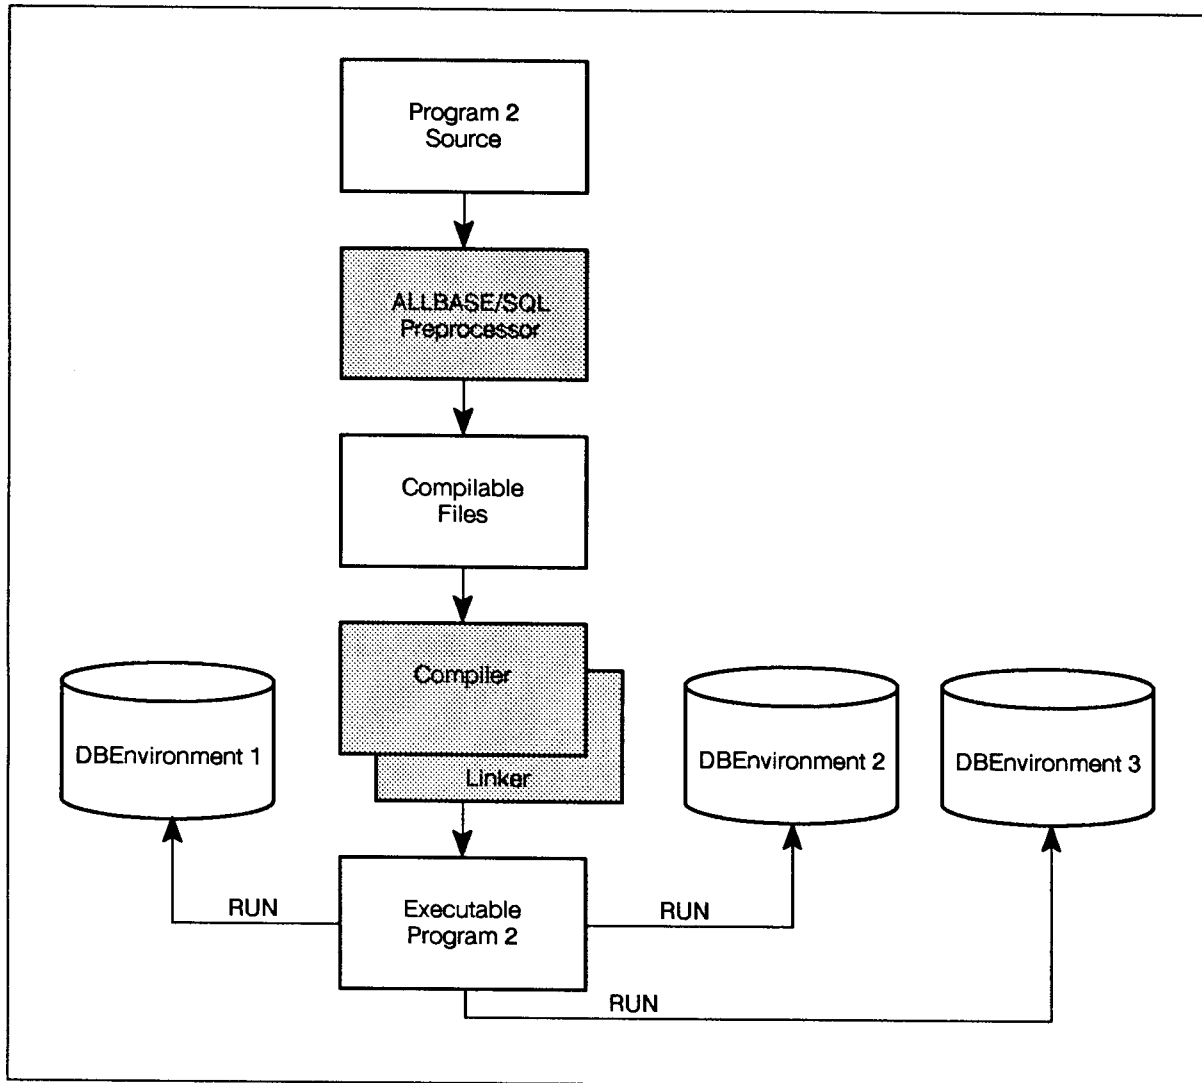 Program 2
Source
ALLBASE/SQL
Preprocessor
Compilable
Files
Compiler
Linker
DBEnvironment 1
DBEnvironment 2
DBEnvironment 3
RUN
Executable
Program 2
RUN
RUN